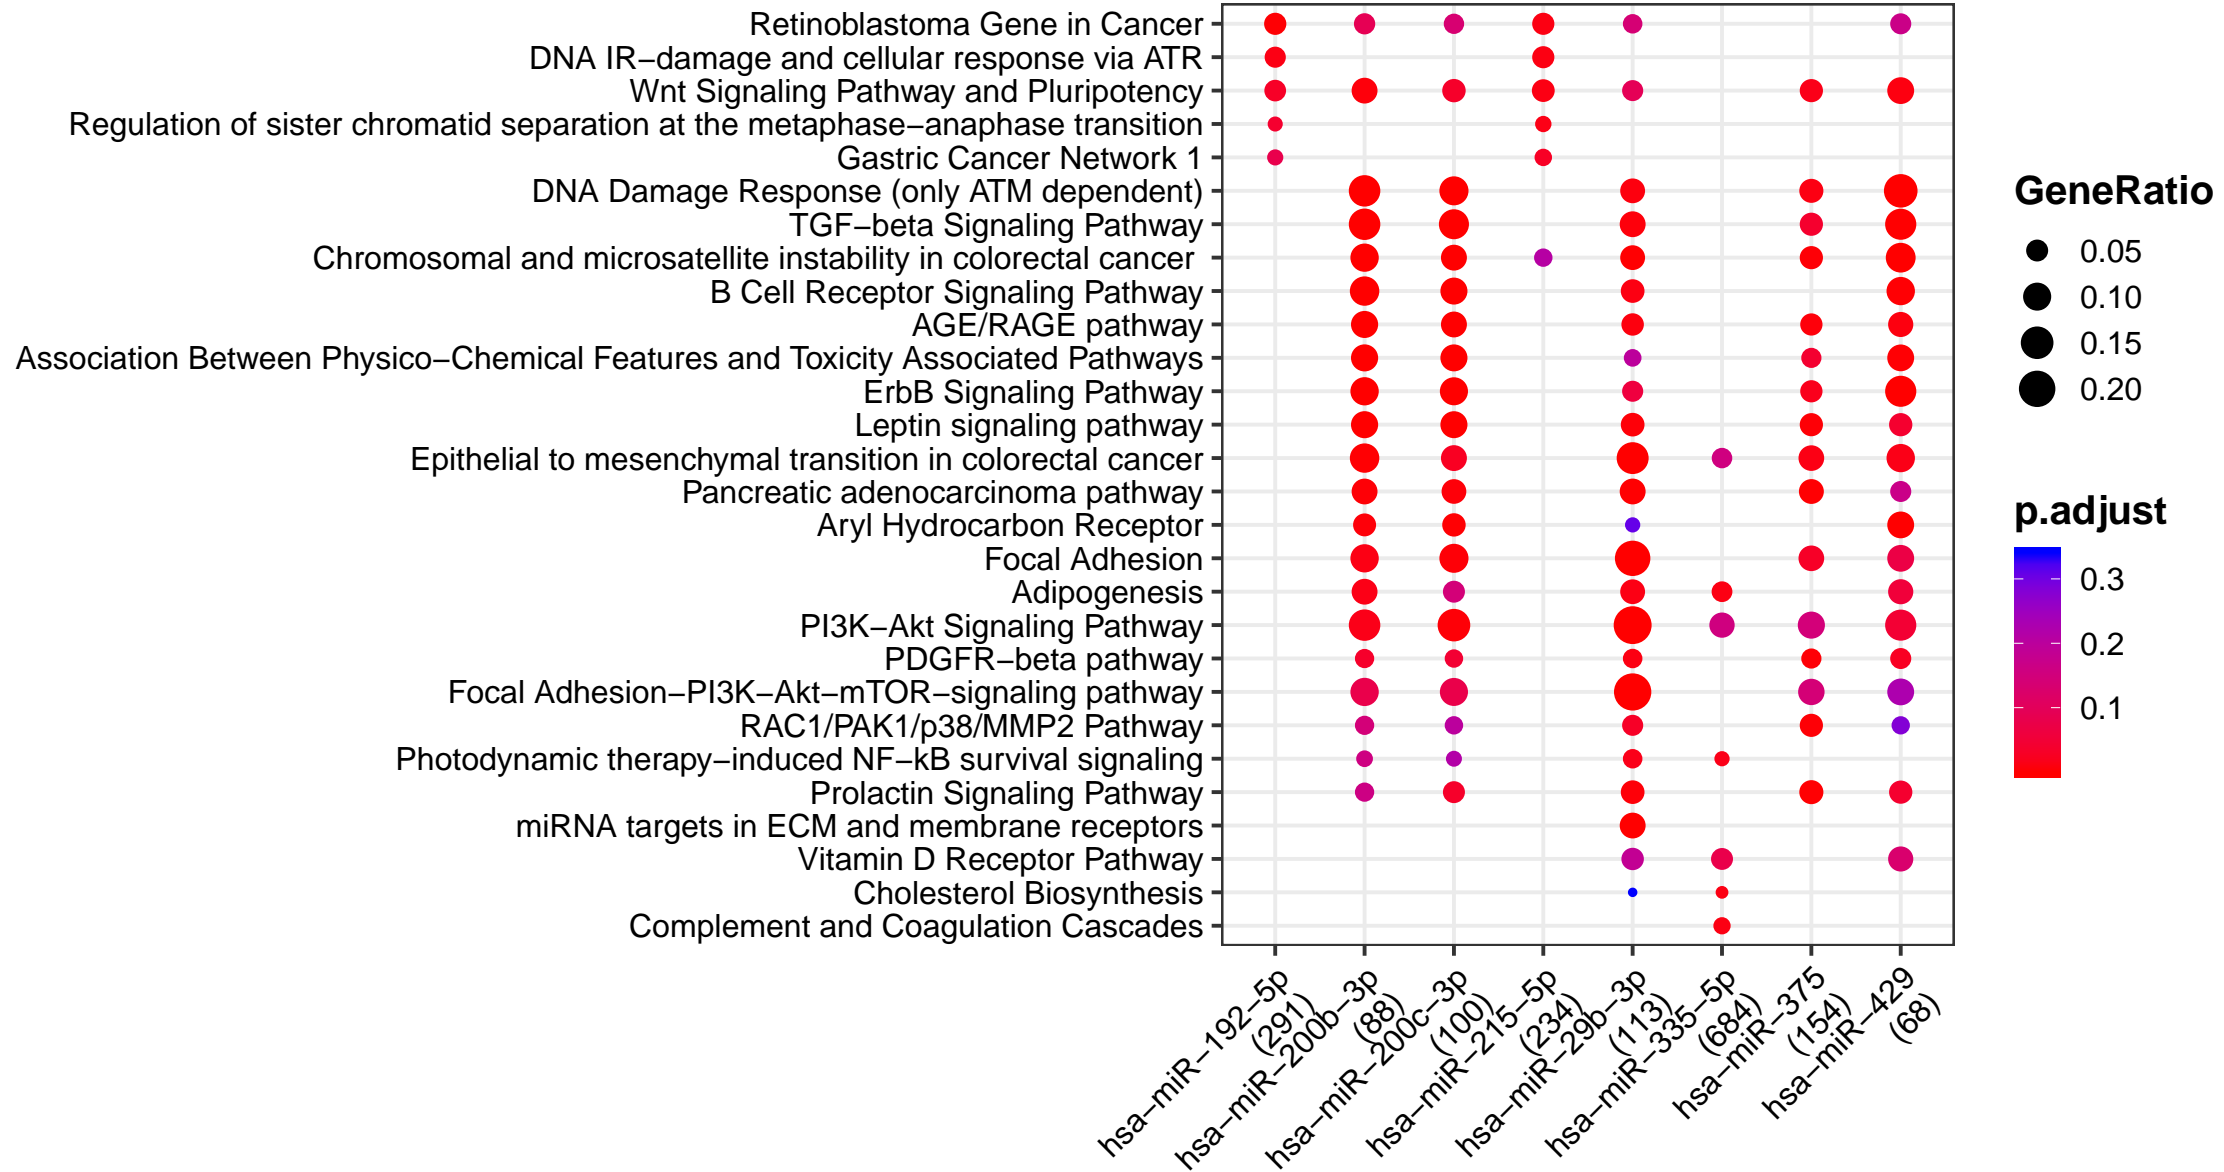 Retinoblastoma Gene in Cancer
DNA IR−damage and cellular response via ATR
Wnt Signaling Pathway and Pluripotency
Regulation of sister chromatid separation at the metaphase−anaphase transition
Gastric Cancer Network 1
DNA Damage Response (only ATM dependent)
TGF−beta Signaling Pathway
Chromosomal and microsatellite instability in colorectal cancer
B Cell Receptor Signaling Pathway
AGE/RAGE pathway
Association Between Physico−Chemical Features and Toxicity Associated Pathways
ErbB Signaling Pathway
Leptin signaling pathway
Epithelial to mesenchymal transition in colorectal cancer
Pancreatic adenocarcinoma pathway
Aryl Hydrocarbon Receptor
Focal Adhesion
Adipogenesis
PI3K−Akt Signaling Pathway
PDGFR−beta pathway
Focal Adhesion−PI3K−Akt−mTOR−signaling pathway
RAC1/PAK1/p38/MMP2 Pathway
Photodynamic therapy−induced NF−kB survival signaling
Prolactin Signaling Pathway
miRNA targets in ECM and membrane receptors
Vitamin D Receptor Pathway
Cholesterol Biosynthesis
Complement and Coagulation Cascades
hsa−miR−192−5p
(291)
hsa−miR−200b−3p
(88)
hsa−miR−200c−3p
(100)
hsa−miR−215−5p
(234)
hsa−miR−29b−3p
(113)
hsa−miR−335−5p
(684)
hsa−miR−375
(154)
hsa−miR−429
(68)
GeneRatio
0.05
0.10
0.15
0.20
p.adjust
0.3
0.2
0.1